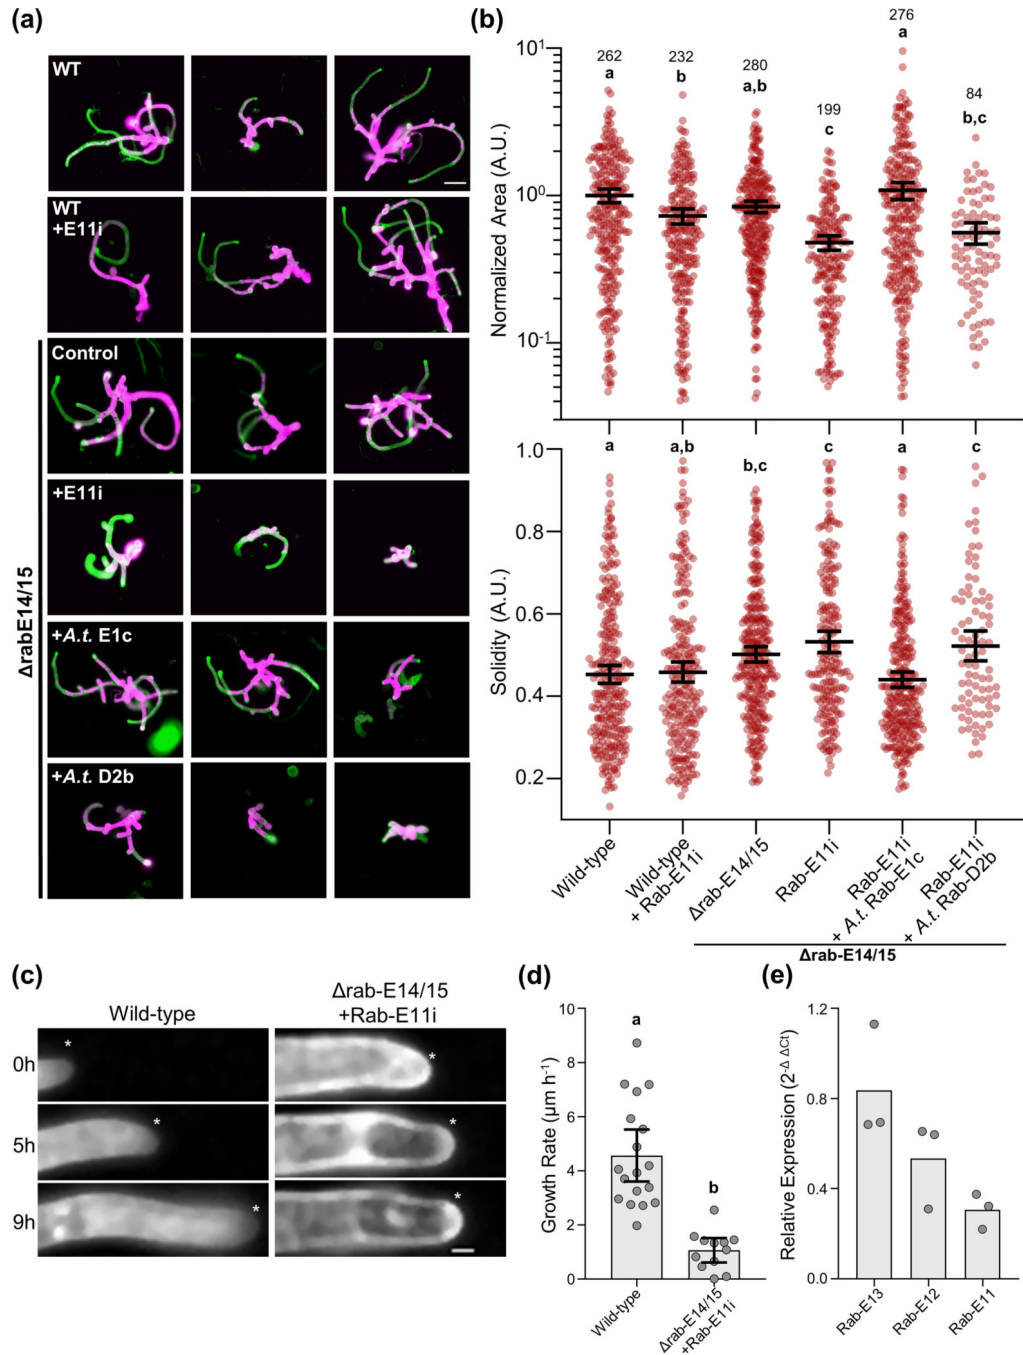 (a)
WT
WT
+E11i
Control
+E11i
+A.t. E1c
+A.t. D2b
ΔrabE14/15
(b)
262
a
232
b
280
a,b
199
c
276
a
84
b,c
Normalized Area (A.U.)
10¹
10⁰
10⁻¹
a
a,b
b,c
c
a
c
Solidity (A.U.)
1.0
0.8
0.6
0.4
0.2
Wild-type
Wild-type
+ Rab-E11i
Δrab-E14/15
Rab-E11i
Rab-E11i
+ A.t. Rab-E1c
Rab-E11i
+ A.t. Rab-D2b
Δrab-E14/15
(c)
Wild-type
Δrab-E14/15
+Rab-E11i
0h
*
*
5h
*
*
9h
*
*
(d)
Growth Rate (µm h⁻¹)
10
8
6
4
2
0
a
b
Wild-type
Δrab-E14/15
+Rab-E11i
(e)
Relative Expression (2^-Δ ΔCt)
1.2
0.8
0.4
0.0
Rab-E13
Rab-E12
Rab-E11